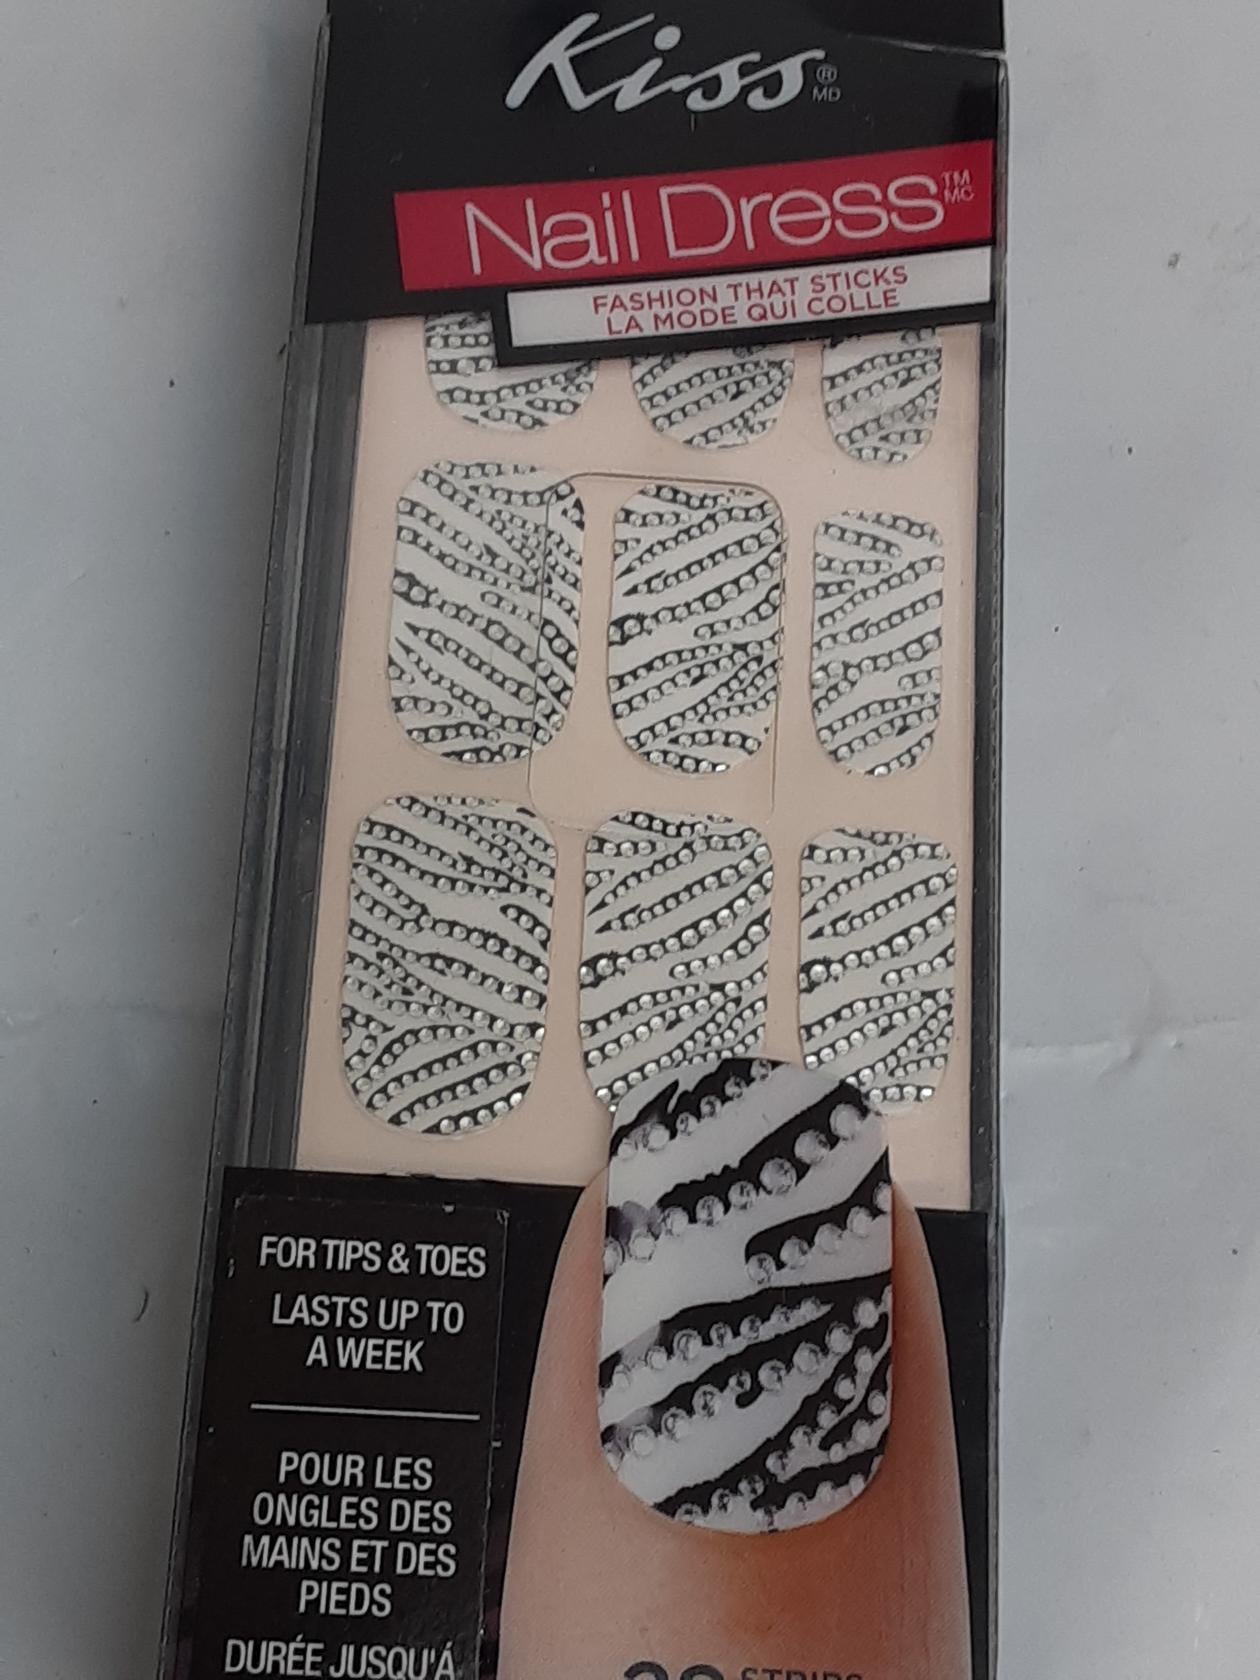 Kiss® MD
Nail Dress™ MC
FASHION THAT STICKS
LA MODE QUI COLLE
FOR TIPS & TOES
LASTS UP TO
A WEEK
POUR LES
ONGLES DES
MAINS ET DES
PIEDS
DURÉE JUSQU'À
STRIPS